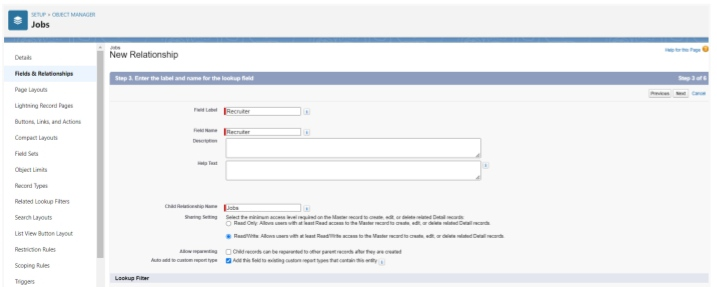 SETUP > OBJECT MANAGER
Jobs
Details
Fields & Relationships
Page Layouts
Lightning Record Pages
Buttons, Links, and Actions
Compact Layouts
Field Sets
Object Limits
Record Types
Related Lookup Filters
Search Layouts
List View Button Layout
Restriction Rules
Scoping Rules
Triggers
Jobs
New Relationship
Help for this Page
Step 3. Enter the label and name for the lookup field
Step 3 of 6
Previous Next Cancel
Field Label Recruiter
Field Name Recruiter
Description
Help Text
Child Relationship Name Jobs
Sharing Setting Select the minimum access level required on the Master record to create, edit, or delete related Detail records:
Read Only: Allows users with at least Read access to the Master record to create, edit, or delete related Detail records.
Read/Write: Allows users with at least Read/Write access to the Master record to create, edit, or delete related Detail records.
Allow reparenting Child records can be reparented to other parent records after they are created
Auto add to custom report type Add this field to existing custom report types that contain this entity
Lookup Filter